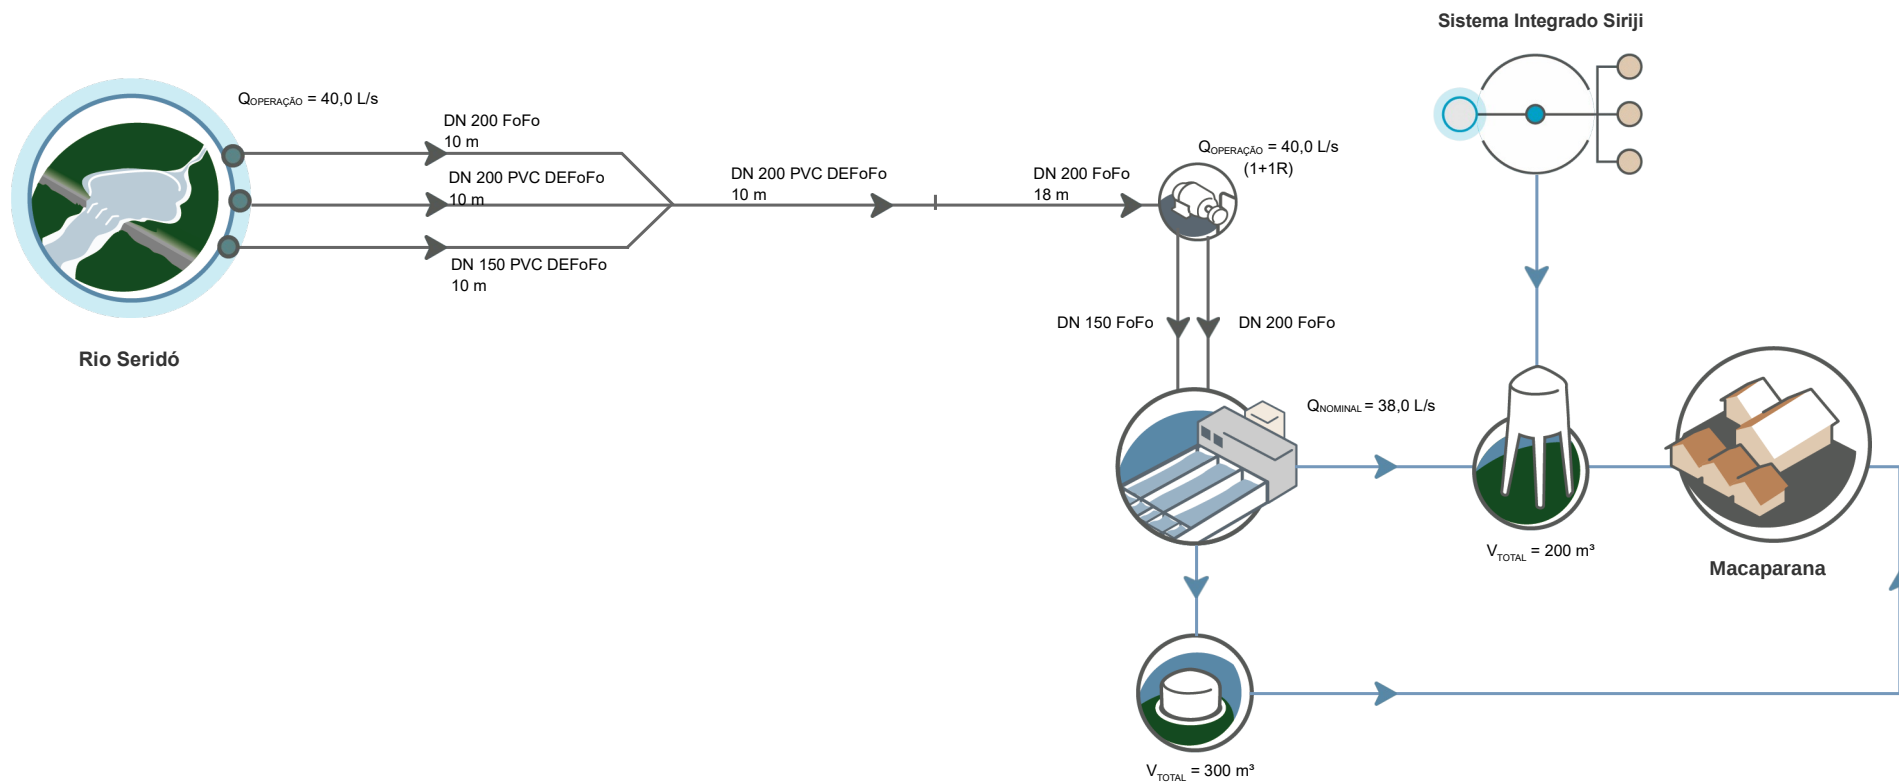 Sistema Integrado Siriji
QOPERAÇÃO = 40,0 L/s
DN 200 FoFo
10 m
DN 200 PVC DEFoFo
10 m
DN 150 PVC DEFoFo
10 m
DN 200 PVC DEFoFo
10 m
DN 200 FoFo
18 m
QOPERAÇÃO = 40,0 L/s
(1+1R)
DN 150 FoFo
DN 200 FoFo
Rio Seridó
QNOMINAL = 38,0 L/s
VTOTAL = 200 m³
Macaparana
VTOTAL = 300 m³